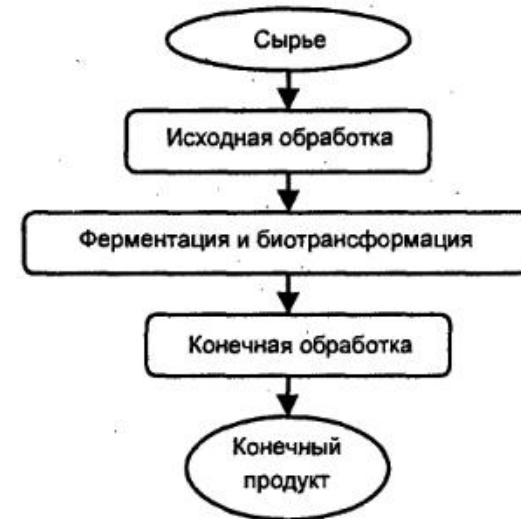 Сырье
Исходная обработка
Ферментация и биотрансформация
Конечная обработка
Конечный
продукт